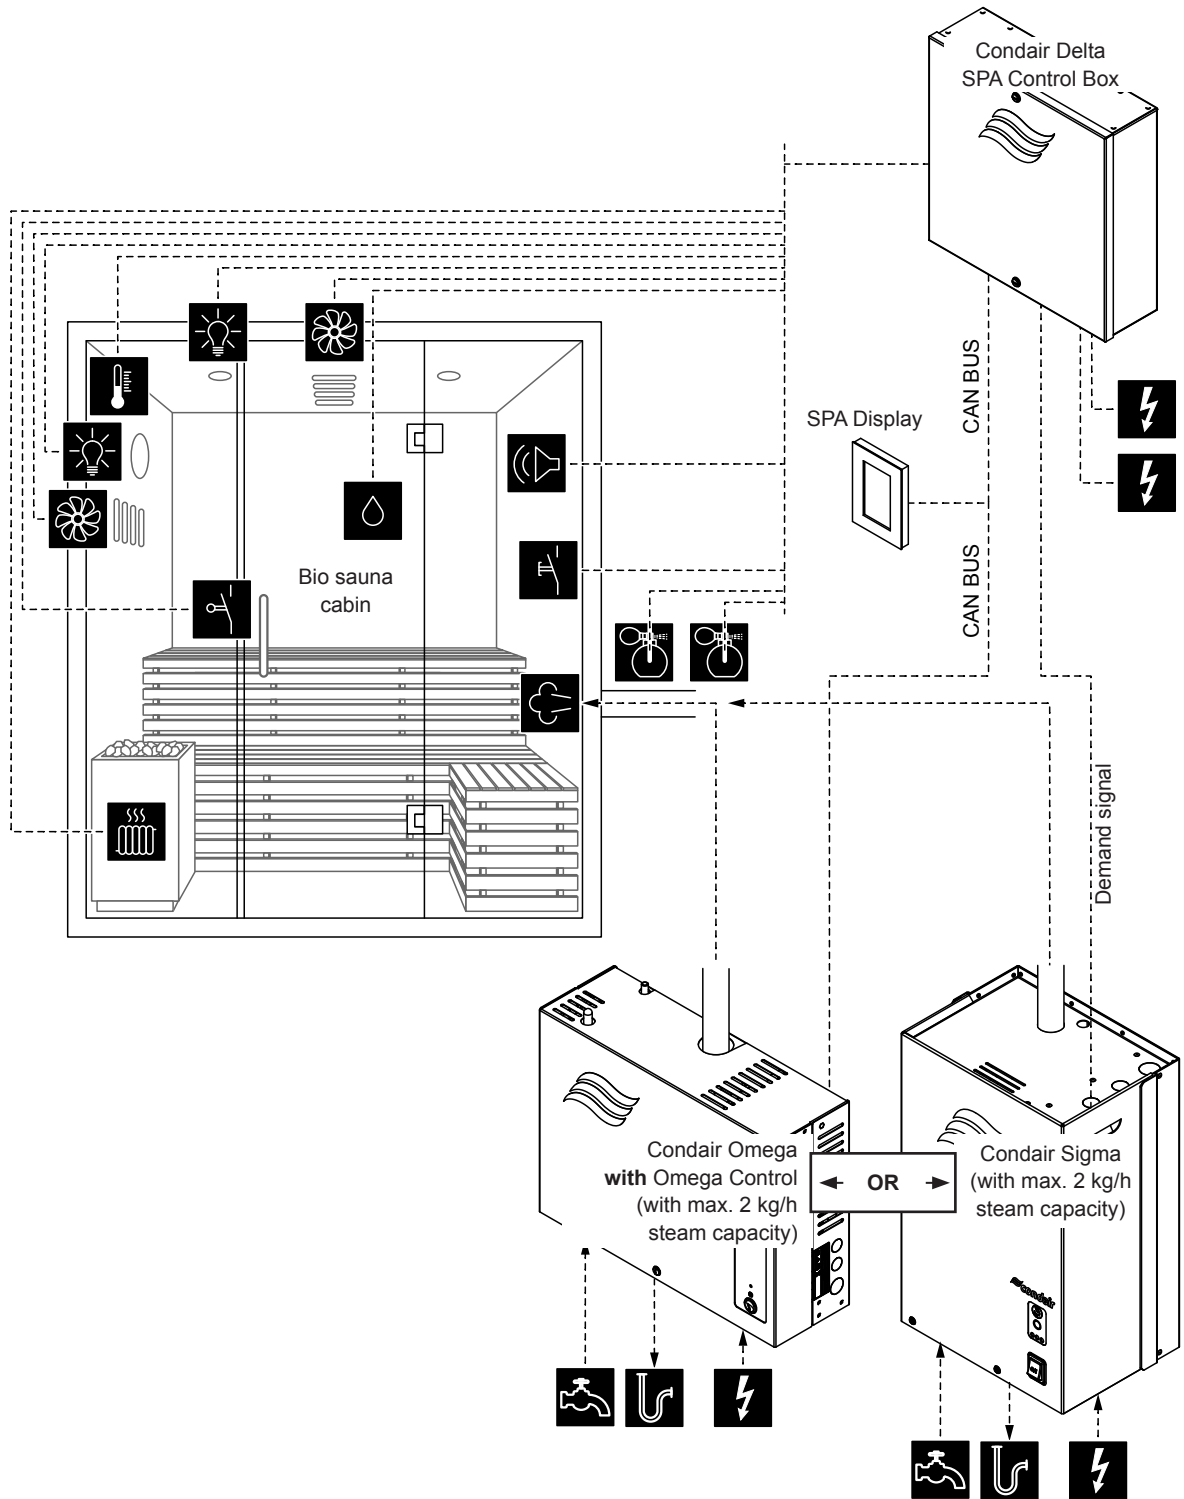 Condair Delta
SPA Control Box
CAN BUS
SPA Display
CAN BUS
Bio sauna
cabin
Demand signal
Condair Omega
with Omega Control
(with max. 2 kg/h
steam capacity)
OR
Condair Sigma
(with max. 2 kg/h
steam capacity)
condair